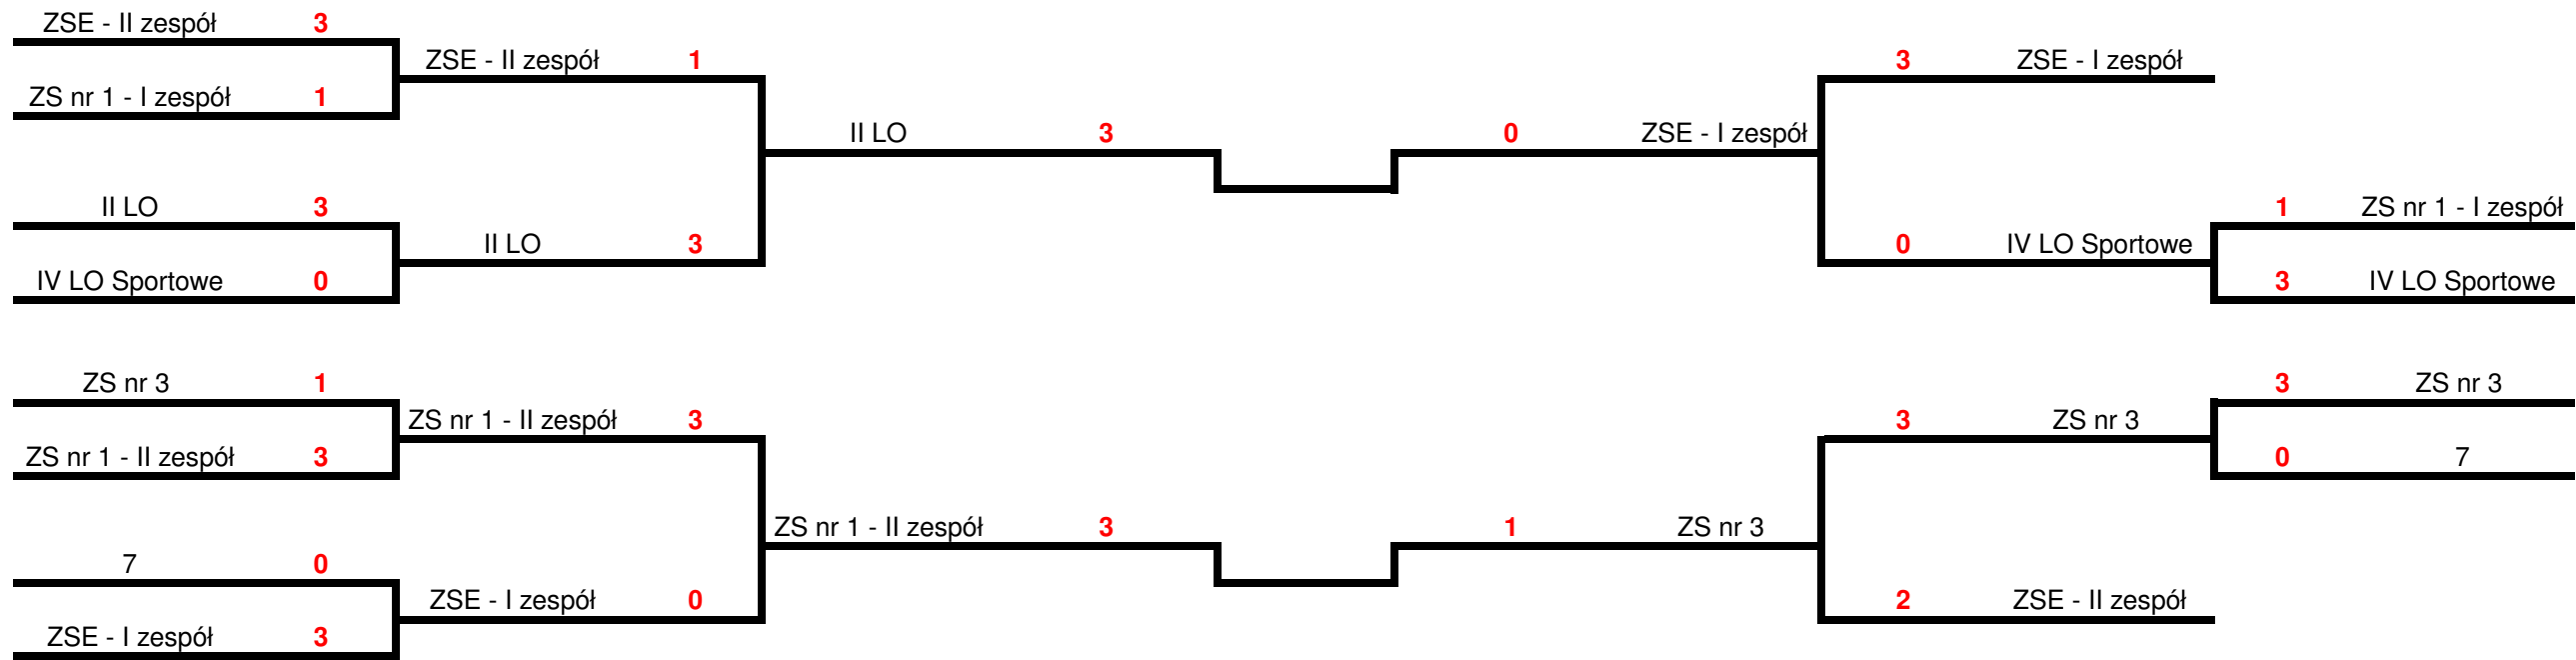 ZSE - II zespół 3
ZSE - II zespół 1
3 ZSE - I zespół
ZS nr 1 - I zespół 1
II LO 3
0 ZSE - I zespół
II LO 3
1 ZS nr 1 - I zespół
II LO 3
0 IV LO Sportowe
IV LO Sportowe 0
3 IV LO Sportowe
ZS nr 3 1
3 ZS nr 3
ZS nr 1 - II zespół 3
3 ZS nr 3
ZS nr 1 - II zespół 3
0 7
ZS nr 1 - II zespół 3
1 ZS nr 3
7 0
ZSE - I zespół 0
2 ZSE - II zespół
ZSE - I zespół 3